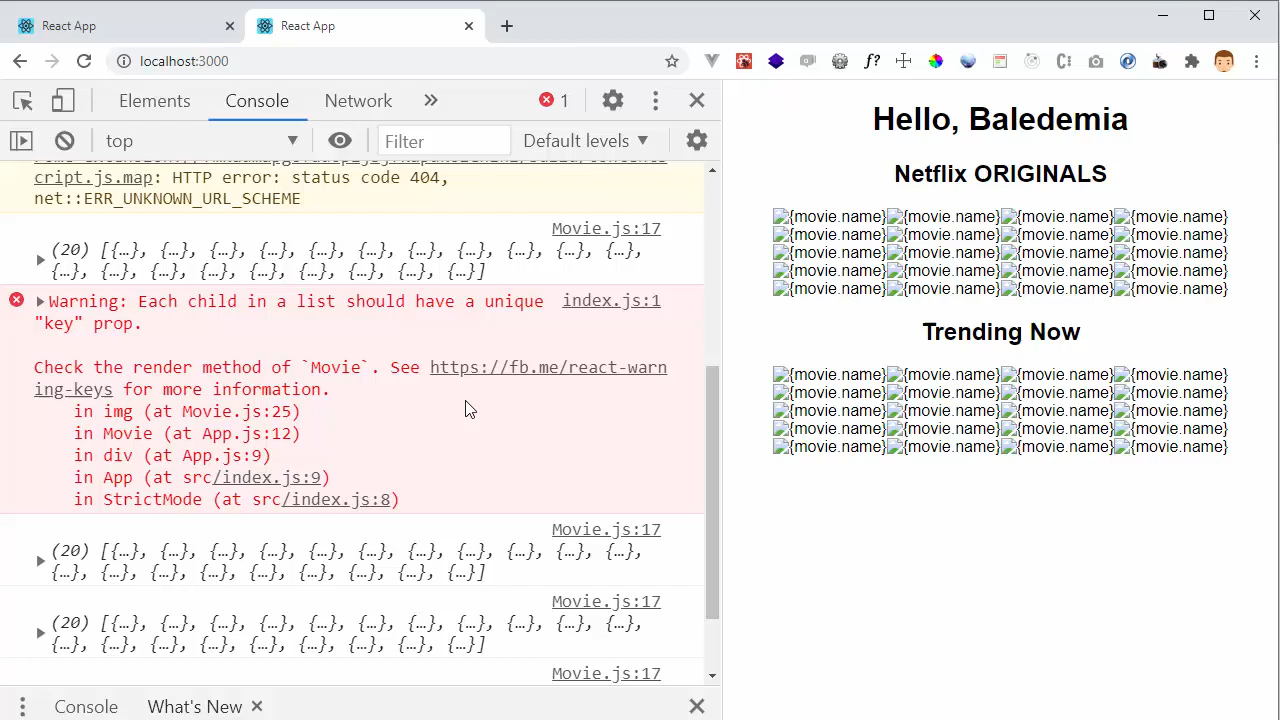 React App
React App
localhost:3000
f?
Elements
Console
Network
1
top
Filter
Default levels
cript.js.map: HTTP error: status code 404,
net::ERR_UNKNOWN_URL_SCHEME
Movie.js:17
(20) [{…}, {…}, {…}, {…}, {…}, {…}, {…}, {…}, {…}, {…}, {…},
{…}, {…}, {…}, {…}, {…}, {…}, {…}, {…}, {…}]
Warning: Each child in a list should have a unique index.js:1
"key" prop.
Check the render method of `Movie`. See https://fb.me/react-warn
ing-keys for more information.
in img (at Movie.js:25)
in Movie (at App.js:12)
in div (at App.js:9)
in App (at src/index.js:9)
in StrictMode (at src/index.js:8)
Movie.js:17
(20) [{…}, {…}, {…}, {…}, {…}, {…}, {…}, {…}, {…}, {…}, {…},
{…}, {…}, {…}, {…}, {…}, {…}, {…}, {…}, {…}]
Movie.js:17
(20) [{…}, {…}, {…}, {…}, {…}, {…}, {…}, {…}, {…}, {…}, {…},
{…}, {…}, {…}, {…}, {…}, {…}, {…}, {…}, {…}]
Movie.js:17
Console
What's New
Hello, Baledemia
Netflix ORIGINALS
{movie.name} {movie.name} {movie.name} {movie.name}
{movie.name} {movie.name} {movie.name} {movie.name}
{movie.name} {movie.name} {movie.name} {movie.name}
{movie.name} {movie.name} {movie.name} {movie.name}
{movie.name} {movie.name} {movie.name} {movie.name}
Trending Now
{movie.name} {movie.name} {movie.name} {movie.name}
{movie.name} {movie.name} {movie.name} {movie.name}
{movie.name} {movie.name} {movie.name} {movie.name}
{movie.name} {movie.name} {movie.name} {movie.name}
{movie.name} {movie.name} {movie.name} {movie.name}